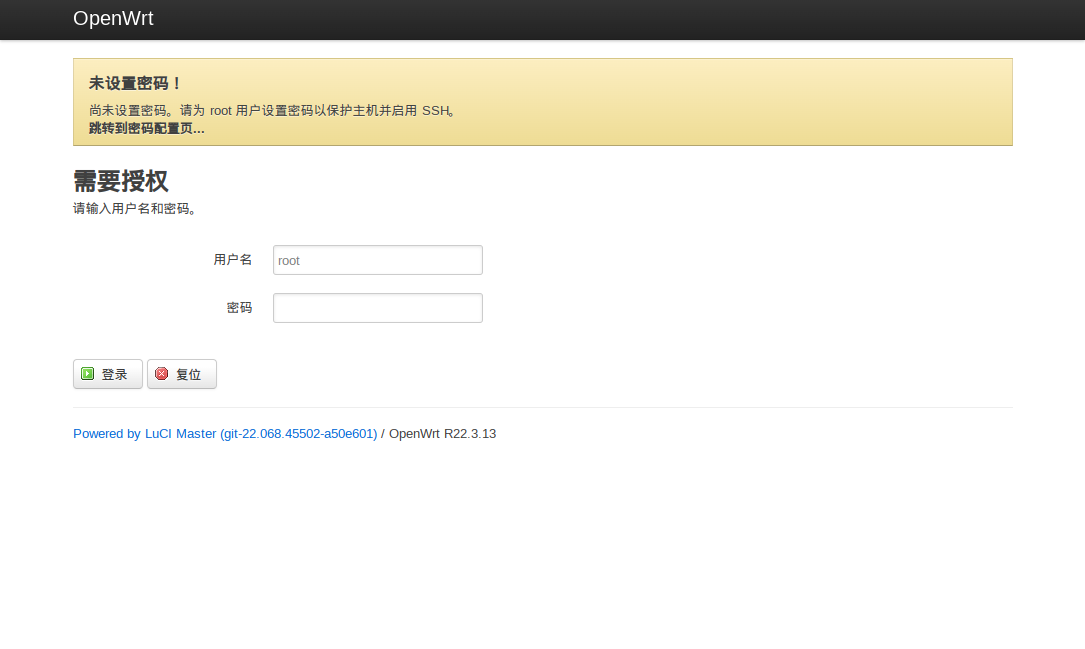 OpenWrt
未设置密码！
尚未设置密码。请为 root 用户设置密码以保护主机并启用 SSH。
跳转到密码配置页...
需要授权
请输入用户名和密码。
用户名 root
密码
登录 复位
Powered by LuCI Master (git-22.068.45502-a50e601) / OpenWrt R22.3.13